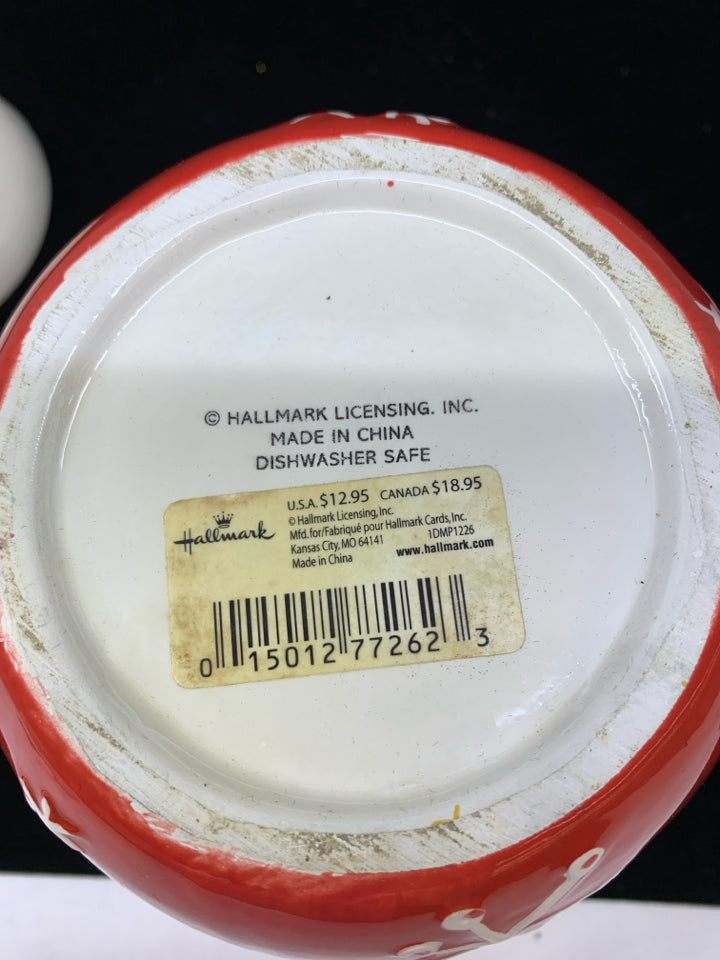 © HALLMARK LICENSING. INC.
MADE IN CHINA
DISHWASHER SAFE
Hallmark
U.S.A. $12.95 CANADA $18.95
© Hallmark Licensing, Inc.
Mfd. for/Fabriqué pour Hallmark Cards, Inc.
Kansas City, MO 64141 1DMP1226
Made in China www.hallmark.com
0 15012 77262 3